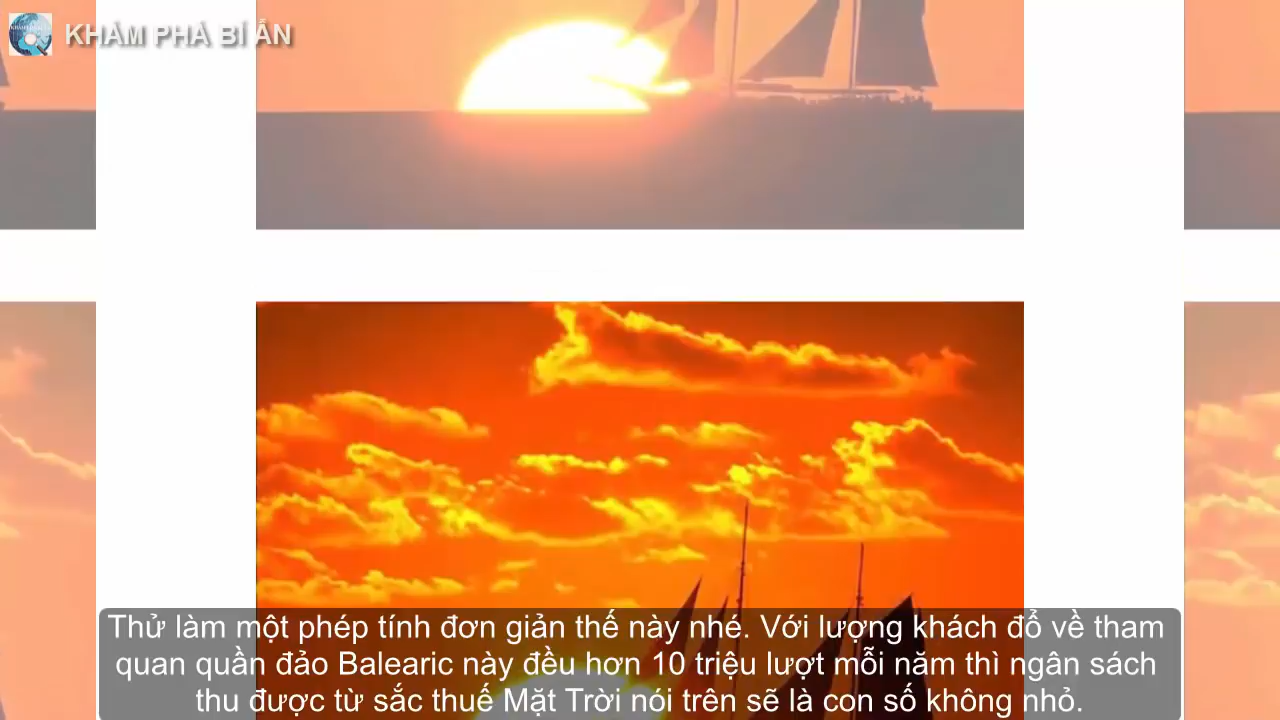 KHÁM PHÁ BÍ ẨN
Thử làm một phép tính đơn giản thế này nhé. Với lượng khách đổ về tham
quan quần đảo Balearic này đều hơn 10 triệu lượt mỗi năm thì ngân sách
thu được từ sắc thuế Mặt Trời nói trên sẽ là con số không nhỏ.